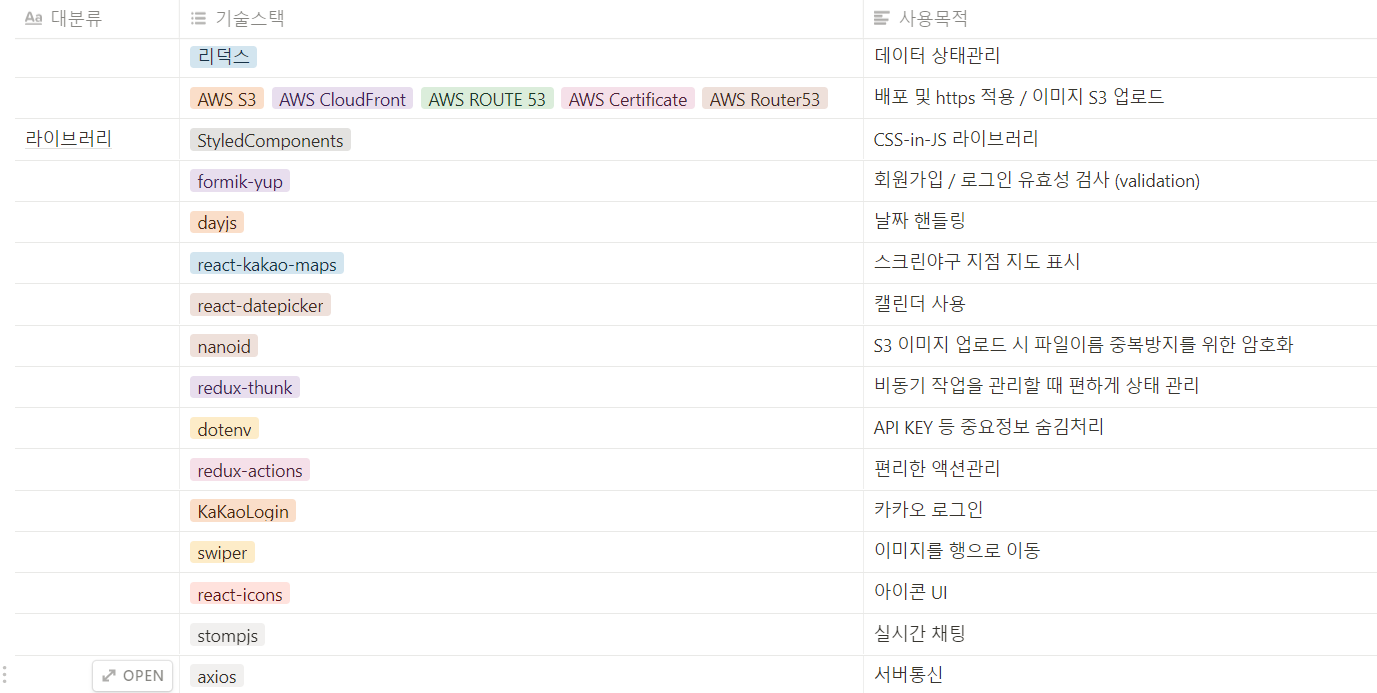 Aa 대분류 기술스택 사용목적
리덕스 데이터 상태관리
AWS S3 AWS CloudFront AWS ROUTE 53 AWS Certificate AWS Router53 배포 및 https 적용 / 이미지 S3 업로드
라이브러리 StyledComponents CSS-in-JS 라이브러리
formik-yup 회원가입 / 로그인 유효성 검사 (validation)
dayjs 날짜 핸들링
react-kakao-maps 스크린야구 지점 지도 표시
react-datepicker 캘린더 사용
nanoid S3 이미지 업로드 시 파일이름 중복방지를 위한 암호화
redux-thunk 비동기 작업을 관리할 때 편하게 상태 관리
dotenv API KEY 등 중요정보 숨김처리
redux-actions 편리한 액션관리
KaKaoLogin 카카오 로그인
swiper 이미지를 행으로 이동
react-icons 아이콘 UI
stompjs 실시간 채팅
OPEN axios 서버통신